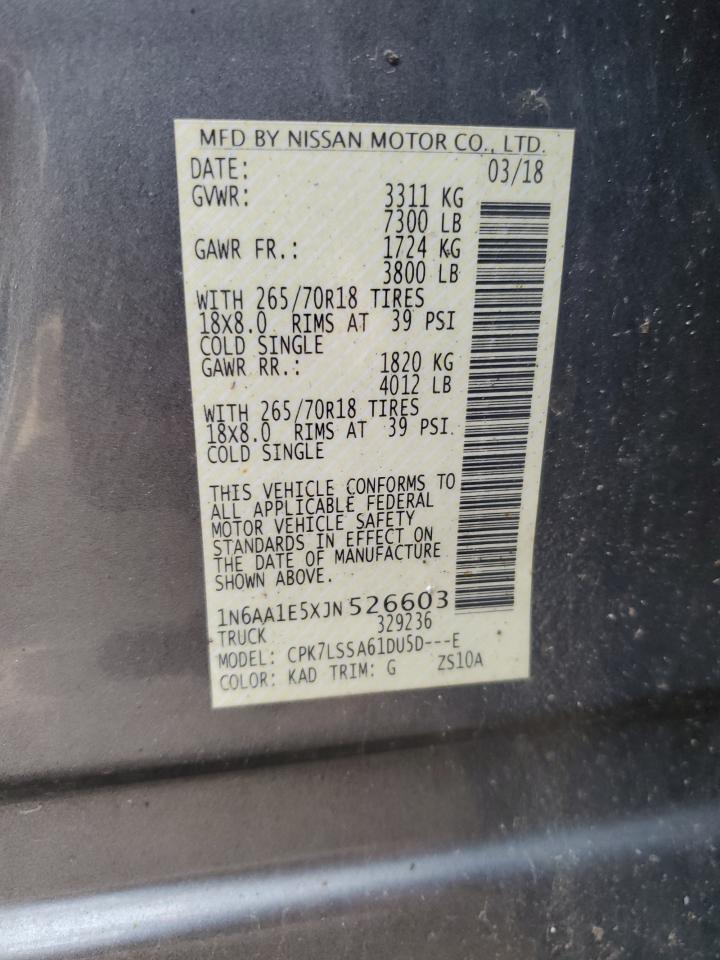 MFD BY NISSAN MOTOR CO., LTD.
DATE: 03/18
GVWR: 3311 KG
7300 LB
GAWR FR.: 1724 KG
3800 LB
WITH 265/70R18 TIRES
18X8.0 RIMS AT 39 PSI
COLD SINGLE
GAWR RR.: 1820 KG
4012 LB
WITH 265/70R18 TIRES
18X8.0 RIMS AT 39 PSI.
COLD SINGLE
THIS VEHICLE CONFORMS TO
ALL APPLICABLE FEDERAL
MOTOR VEHICLE SAFETY
STANDARDS IN EFFECT ON
THE DATE OF MANUFACTURE
SHOWN ABOVE.
1N6AA1E5XJN526603
TRUCK 329236
MODEL: CPK7LSSA61DU5D---E
COLOR: KAD TRIM: G ZS10A